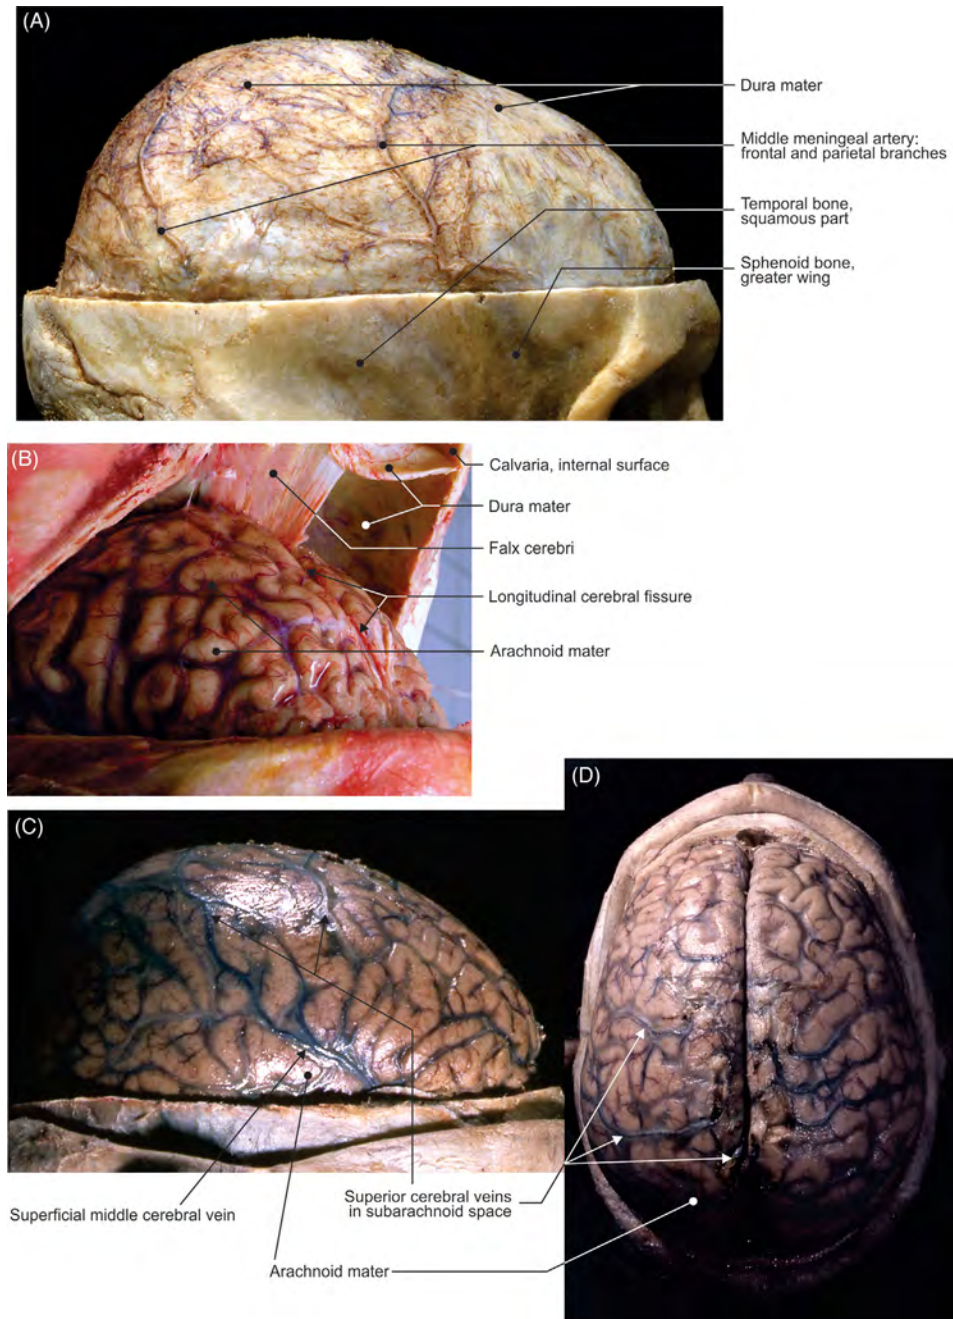 (A)
Dura mater
Middle meningeal artery:
frontal and parietal branches
Temporal bone,
squamous part
Sphenoid bone,
greater wing
(B)
Calvaria, internal surface
Dura mater
Falx cerebri
Longitudinal cerebral fissure
Arachnoid mater
(C)
(D)
Superficial middle cerebral vein
Superior cerebral veins
in subarachnoid space
Arachnoid mater